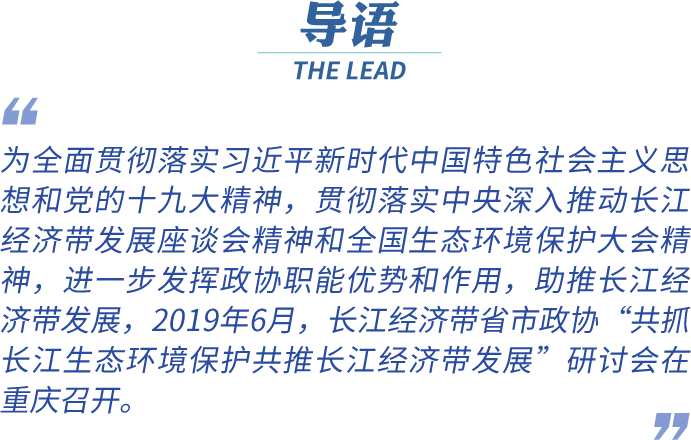 导语
THE LEAD
“
为全面贯彻落实习近平新时代中国特色社会主义思
想和党的十九大精神，贯彻落实中央深入推动长江
经济带发展座谈会精神和全国生态环境保护大会精
神，进一步发挥政协职能优势和作用，助推长江经
济带发展，2019年6月，长江经济带省市政协“共抓
长江生态环境保护共推长江经济带发展”研讨会在
重庆召开。
”